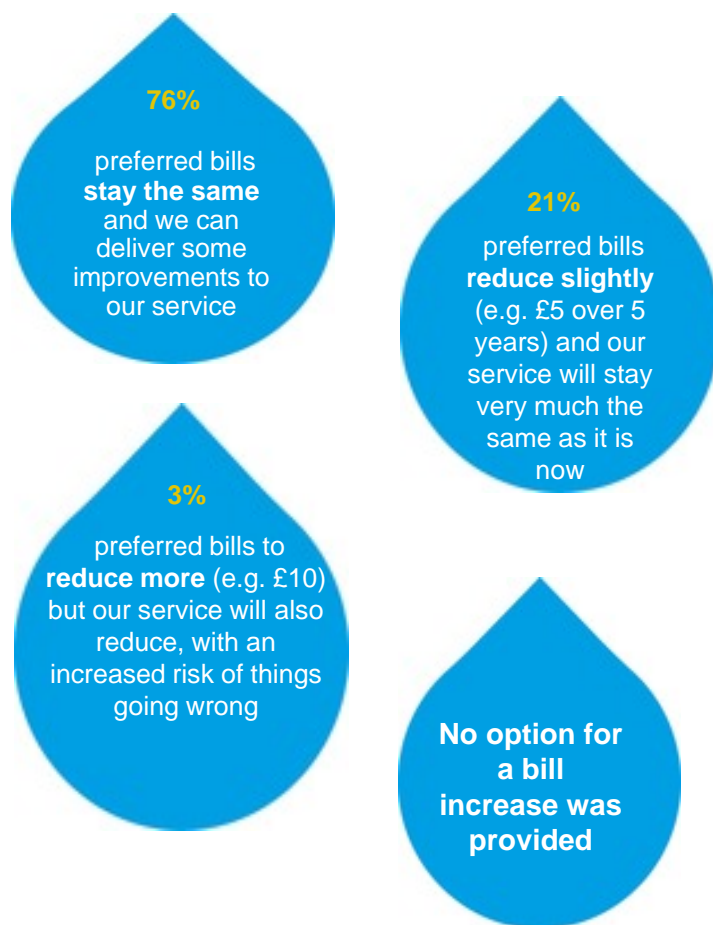 76%
preferred bills
stay the same
and we can
deliver some
improvements to
our service
21%
preferred bills
reduce slightly
(e.g. £5 over 5
years) and our
service will stay
very much the
same as it is
now
3%
preferred bills to
reduce more (e.g. £10)
but our service will also
reduce, with an
increased risk of things
going wrong
No option for
a bill
increase was
provided